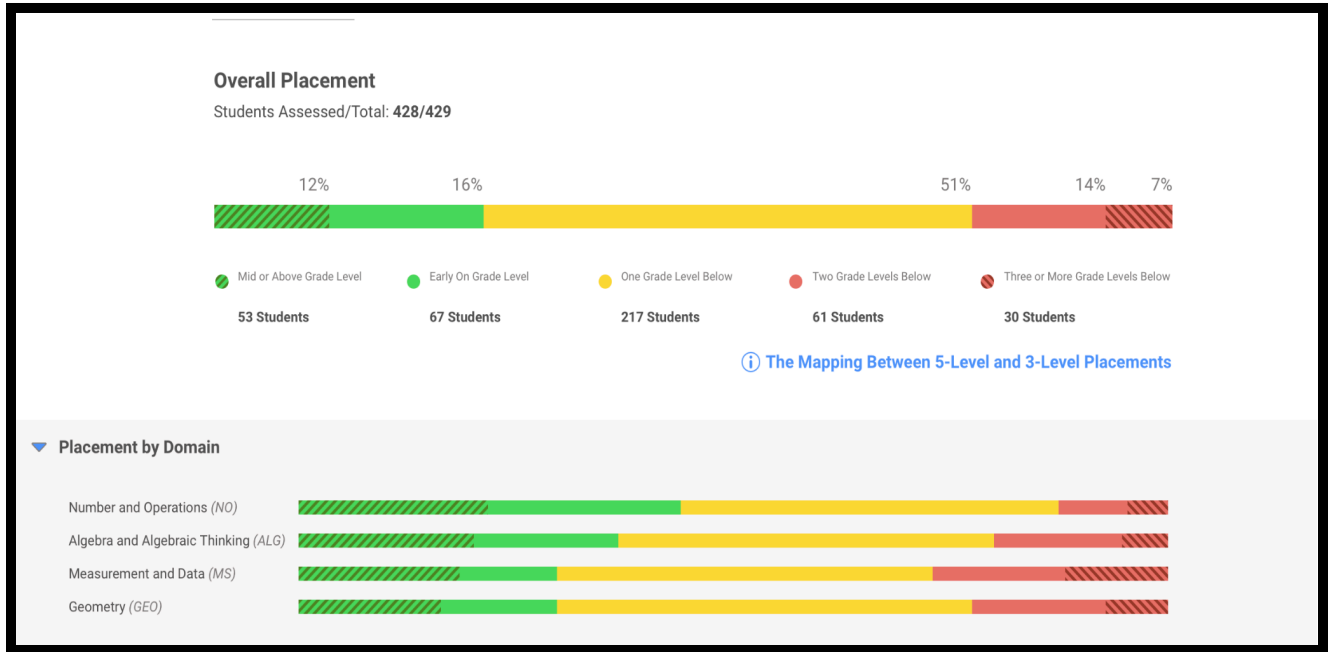 Overall Placement
Students Assessed/Total: 428/429
12% 16% 51% 14% 7%
Mid or Above Grade Level Early On Grade Level One Grade Level Below Two Grade Levels Below Three or More Grade Levels Below
53 Students 67 Students 217 Students 61 Students 30 Students
The Mapping Between 5-Level and 3-Level Placements
Placement by Domain
Number and Operations (NO)
Algebra and Algebraic Thinking (ALG)
Measurement and Data (MS)
Geometry (GEO)